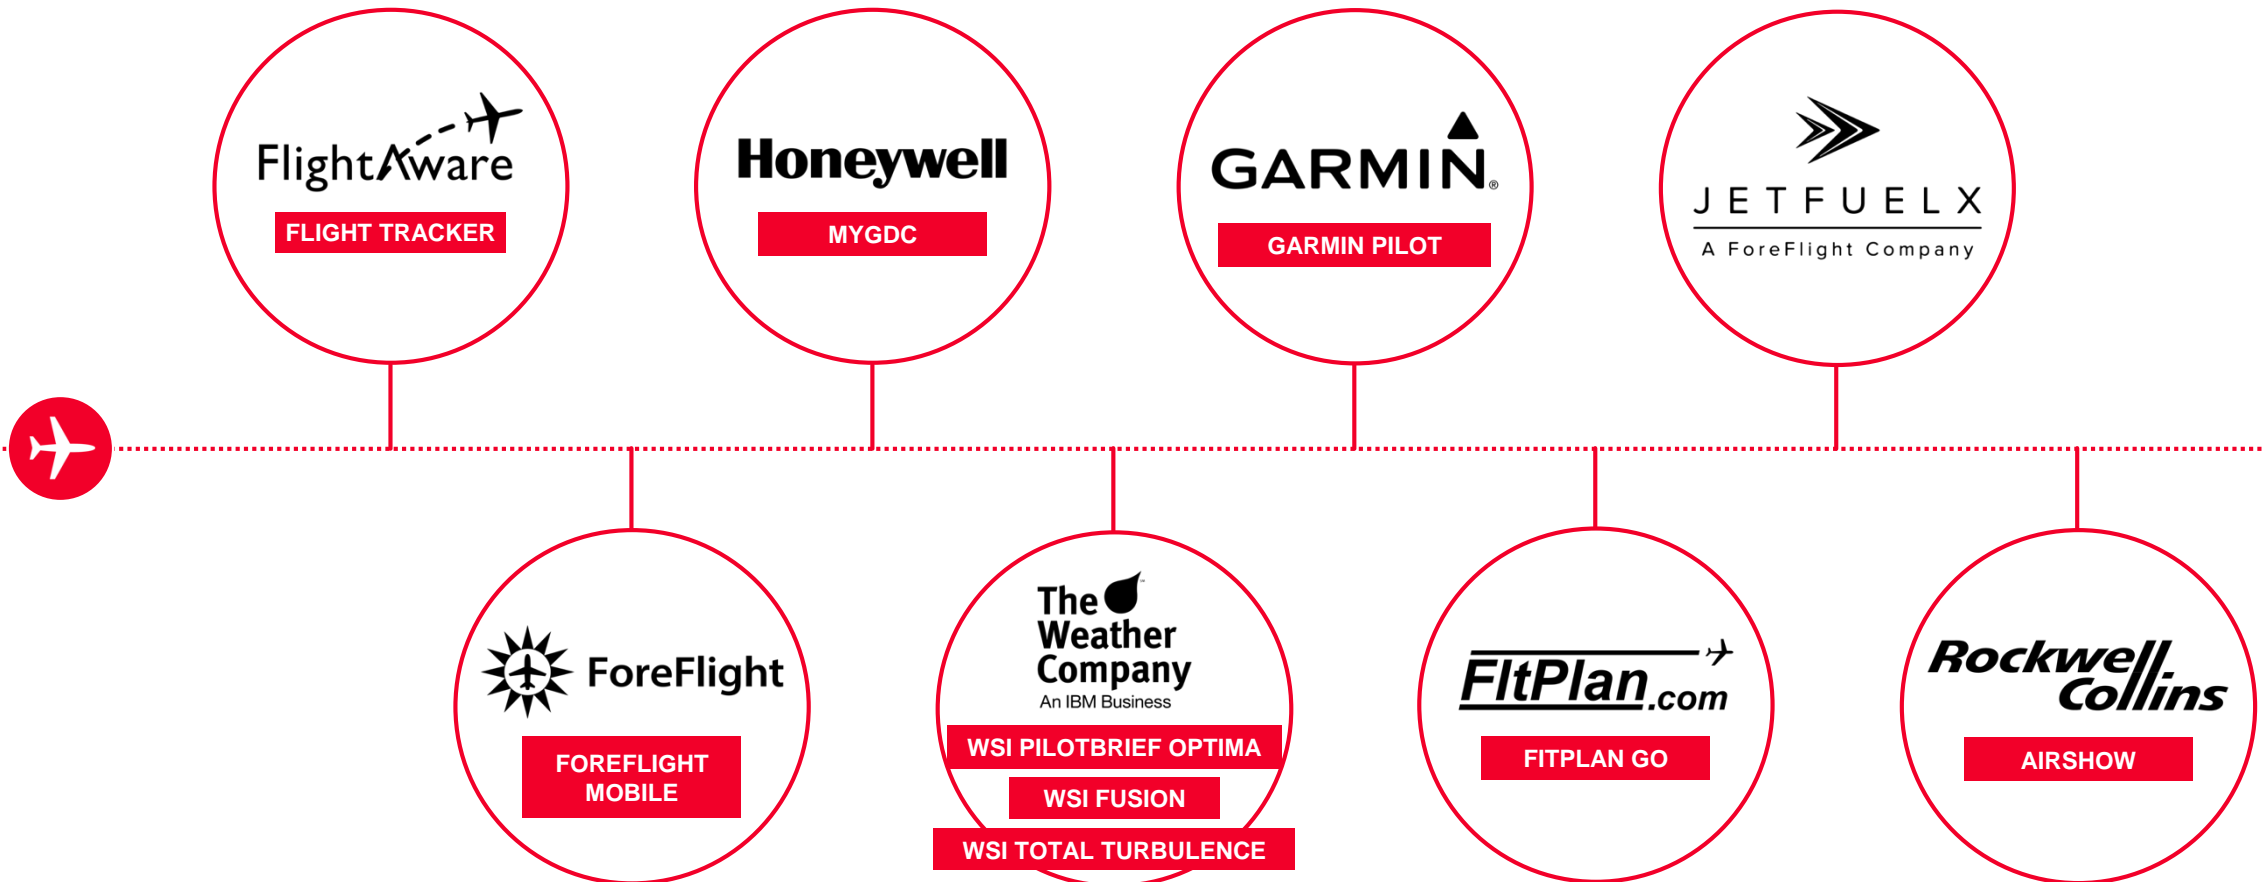 FlightAware
FLIGHT TRACKER
Honeywell
MYGDC
GARMIN®
GARMIN PILOT
JETFUELX
A ForeFlight Company
ForeFlight
FOREFLIGHT
MOBILE
The
Weather
Company
An IBM Business
WSI PILOTBRIEF OPTIMA
WSI FUSION
WSI TOTAL TURBULENCE
FltPlan.com
FITPLAN GO
Rockwell
Collins
AIRSHOW